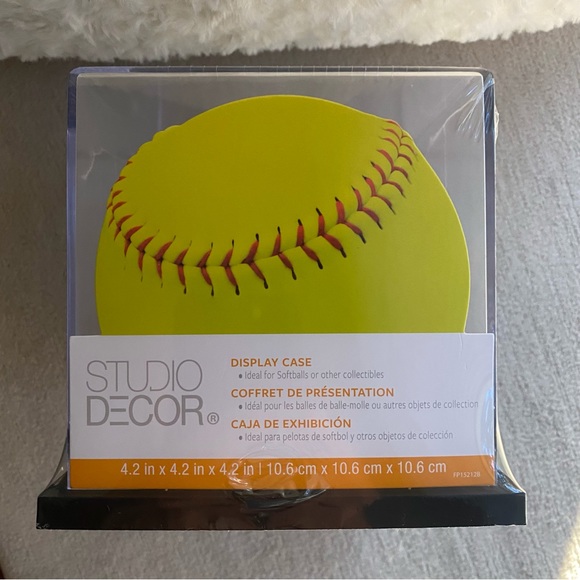 STUDIO
DECOR®
DISPLAY CASE
• Ideal for Softballs or other collectibles
COFFRET DE PRÉSENTATION
• Idéal pour les balles de balle-molle ou autres objets de collection
CAJA DE EXHIBICIÓN
• Ideal para pelotas de softbol y otros objetos de colección
4.2 in x 4.2 in x 4.2 in | 10.6 cm x 10.6 cm x 10.6 cm